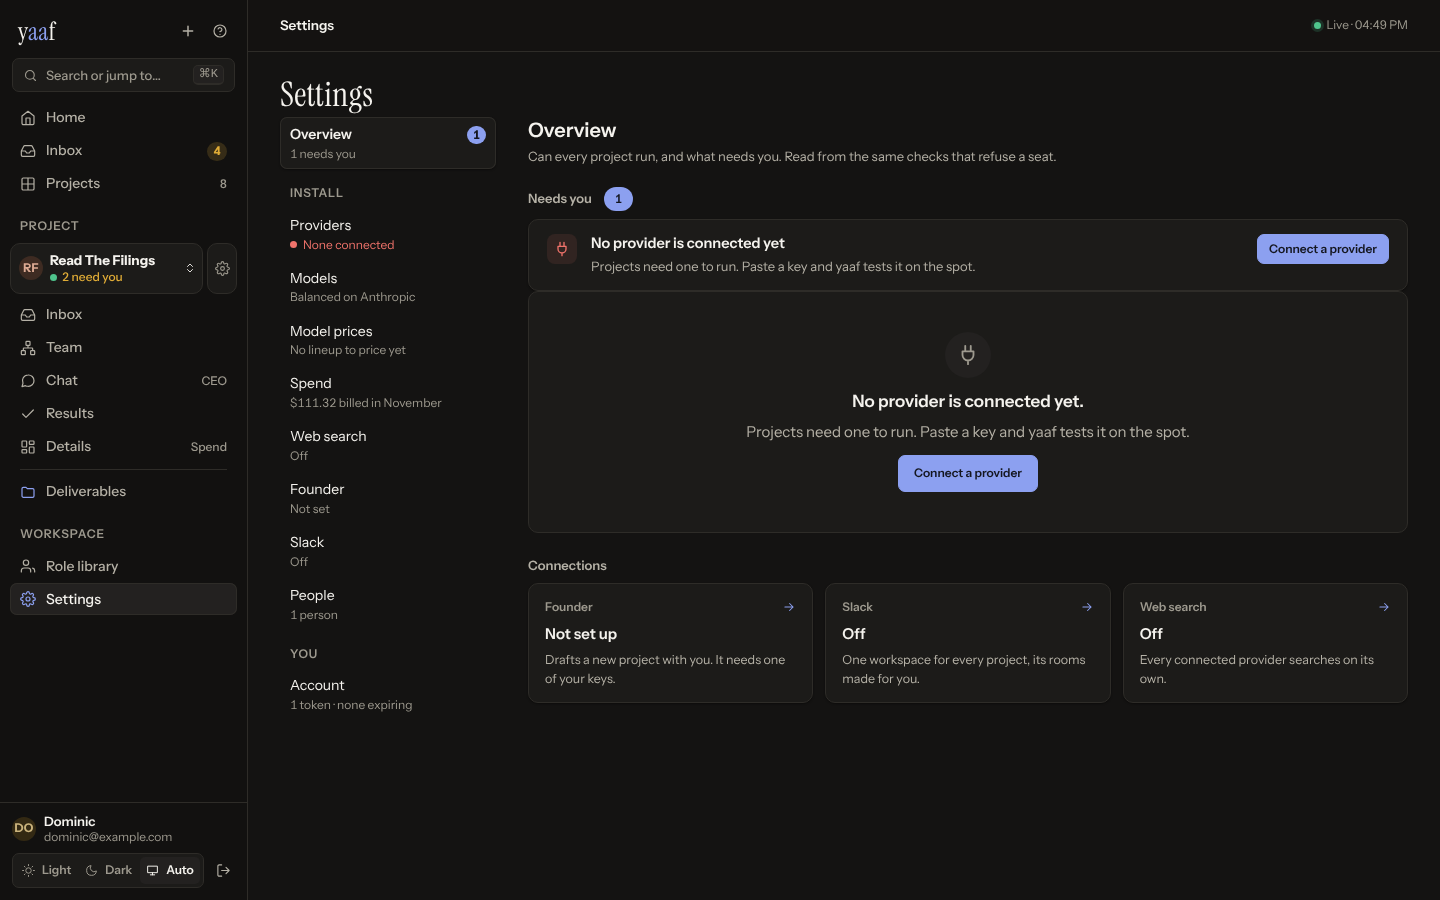 yaaf
Search or jump to... ⌘K
Home
Inbox 4
Projects 8
PROJECT
RF Read The Filings
2 need you
Inbox
Team
Chat CEO
Results
Details Spend
Deliverables
WORKSPACE
Role library
Settings
DO Dominic
dominic@example.com
Light Dark Auto
Settings
Live · 04:49 PM
Settings
Overview 1
1 needs you
INSTALL
Providers
None connected
Models
Balanced on Anthropic
Model prices
No lineup to price yet
Spend
$111.32 billed in November
Web search
Off
Founder
Not set
Slack
Off
People
1 person
YOU
Account
1 token · none expiring
Overview
Can every project run, and what needs you. Read from the same checks that refuse a seat.
Needs you 1
No provider is connected yet
Projects need one to run. Paste a key and yaaf tests it on the spot.
Connect a provider
No provider is connected yet.
Projects need one to run. Paste a key and yaaf tests it on the spot.
Connect a provider
Connections
Founder
Not set up
Drafts a new project with you. It needs one
of your keys.
Slack
Off
One workspace for every project, its rooms
made for you.
Web search
Off
Every connected provider searches on its
own.